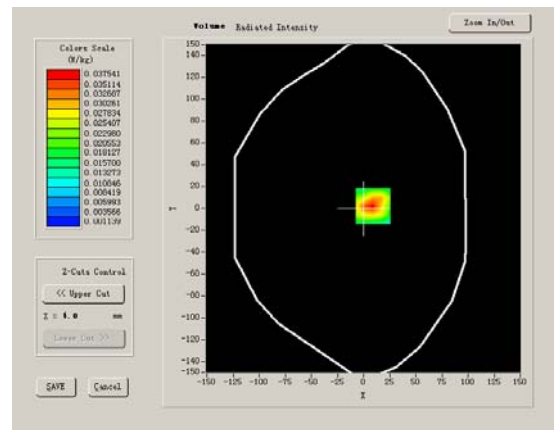 Volume Radiated Intensity
Zoom In/Out
Colors Scale
(W/kg)
0.037541
0.035114
0.032687
0.030261
0.027834
0.025407
0.022980
0.020553
0.018127
0.015700
0.013273
0.010846
0.008419
0.005993
0.003566
0.001139
Z-Cuts Control
<< Upper Cut
Z = 4.0 mm
Lower Cut >>
SAVE
Cancel
150
140
120
100
80
60
40
20
0
-20
-40
-60
-80
-100
-120
-140
-150
Y
-150 -125 -100 -75 -50 -25 0 25 50 75 100 125 150
X